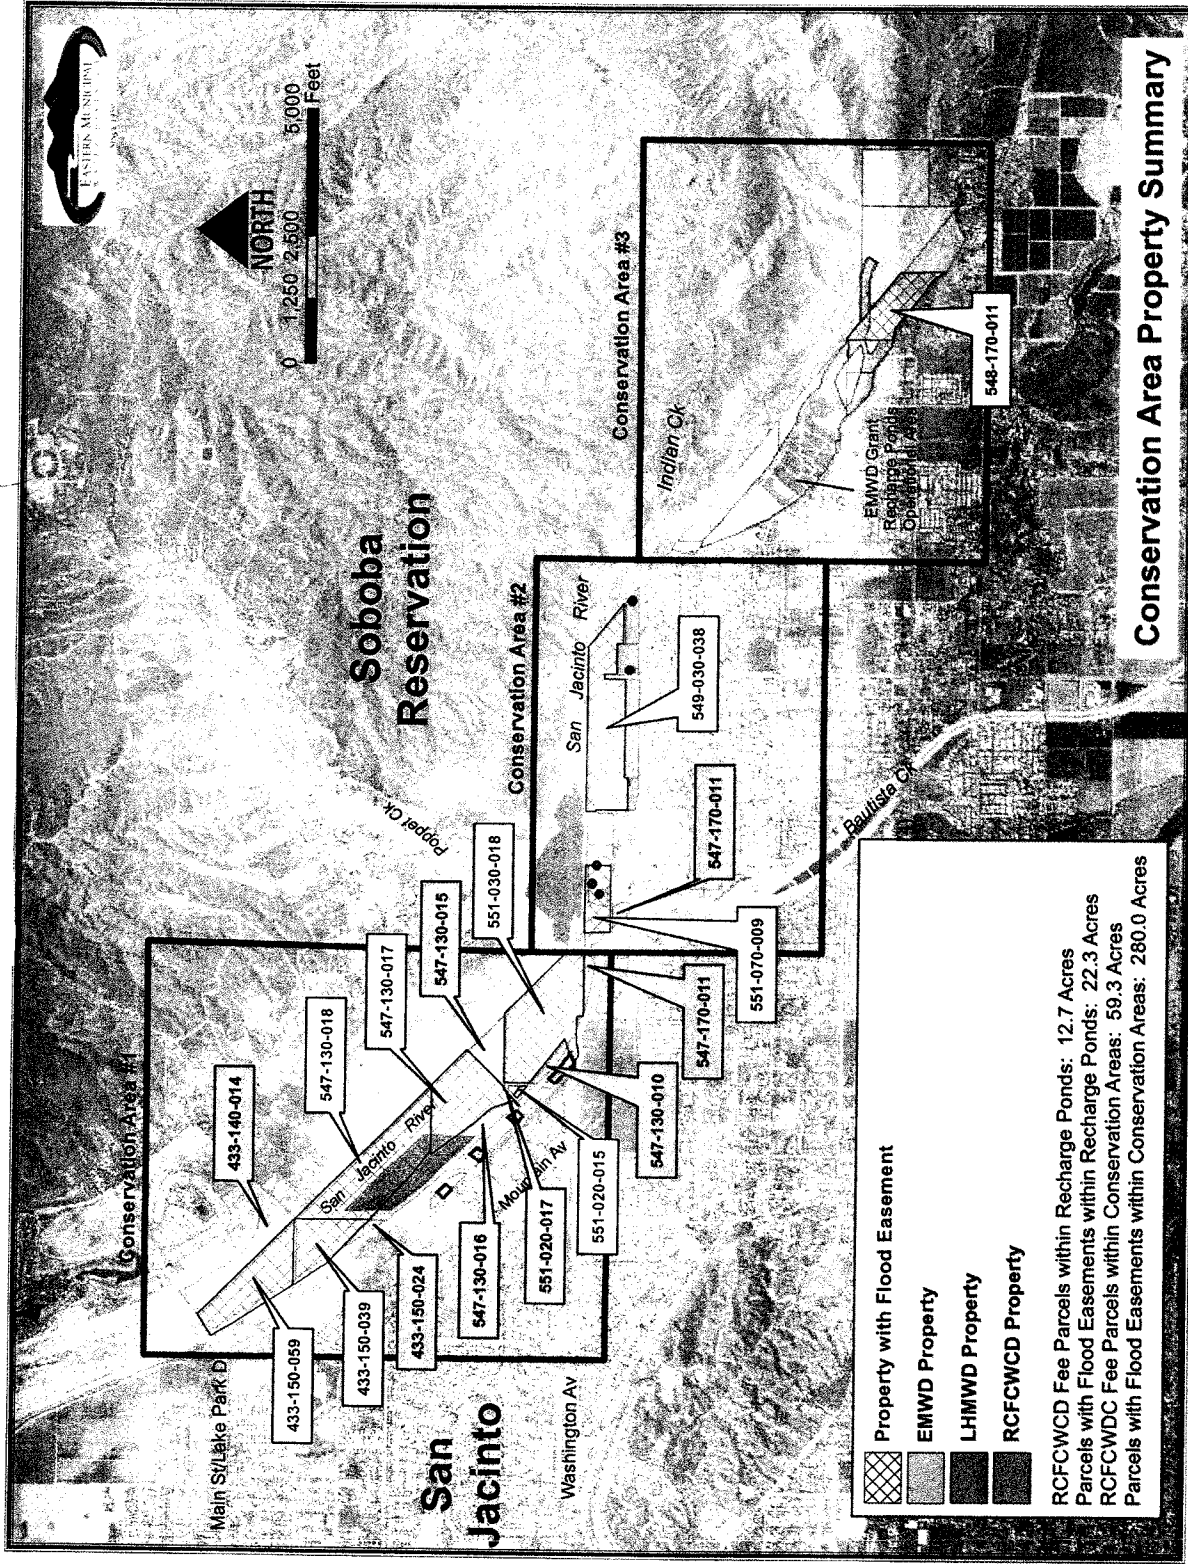 EASTERN MUNICIPAL
NORTH
0 1,250 2,500 5,000
Feet
Conservation Area #1
Conservation Area #2
Conservation Area #3
Soboba
Reservation
San
Jacinto
Main St/Lake Park D
Washington Av
Mountain Av
San Jacinto River
Poppet Ck
San Jacinto River
Bautista Ck
Indian Ck
EMWD Grant
Recharge Ponds
433-140-014
547-130-018
547-130-017
547-130-015
551-030-018
433-150-059
433-150-039
433-150-024
547-130-016
551-020-017
551-020-015
547-130-010
547-170-011
551-070-009
547-170-011
549-030-038
548-170-011
Property with Flood Easement
EMWD Property
LHMWD Property
RCFCWCD Property
RCFCWCD Fee Parcels within Recharge Ponds: 12.7 Acres
Parcels with Flood Easements within Recharge Ponds: 22.3 Acres
RCFCWDC Fee Parcels within Conservation Areas: 59.3 Acres
Parcels with Flood Easements within Conservation Areas: 280.0 Acres
Conservation Area Property Summary